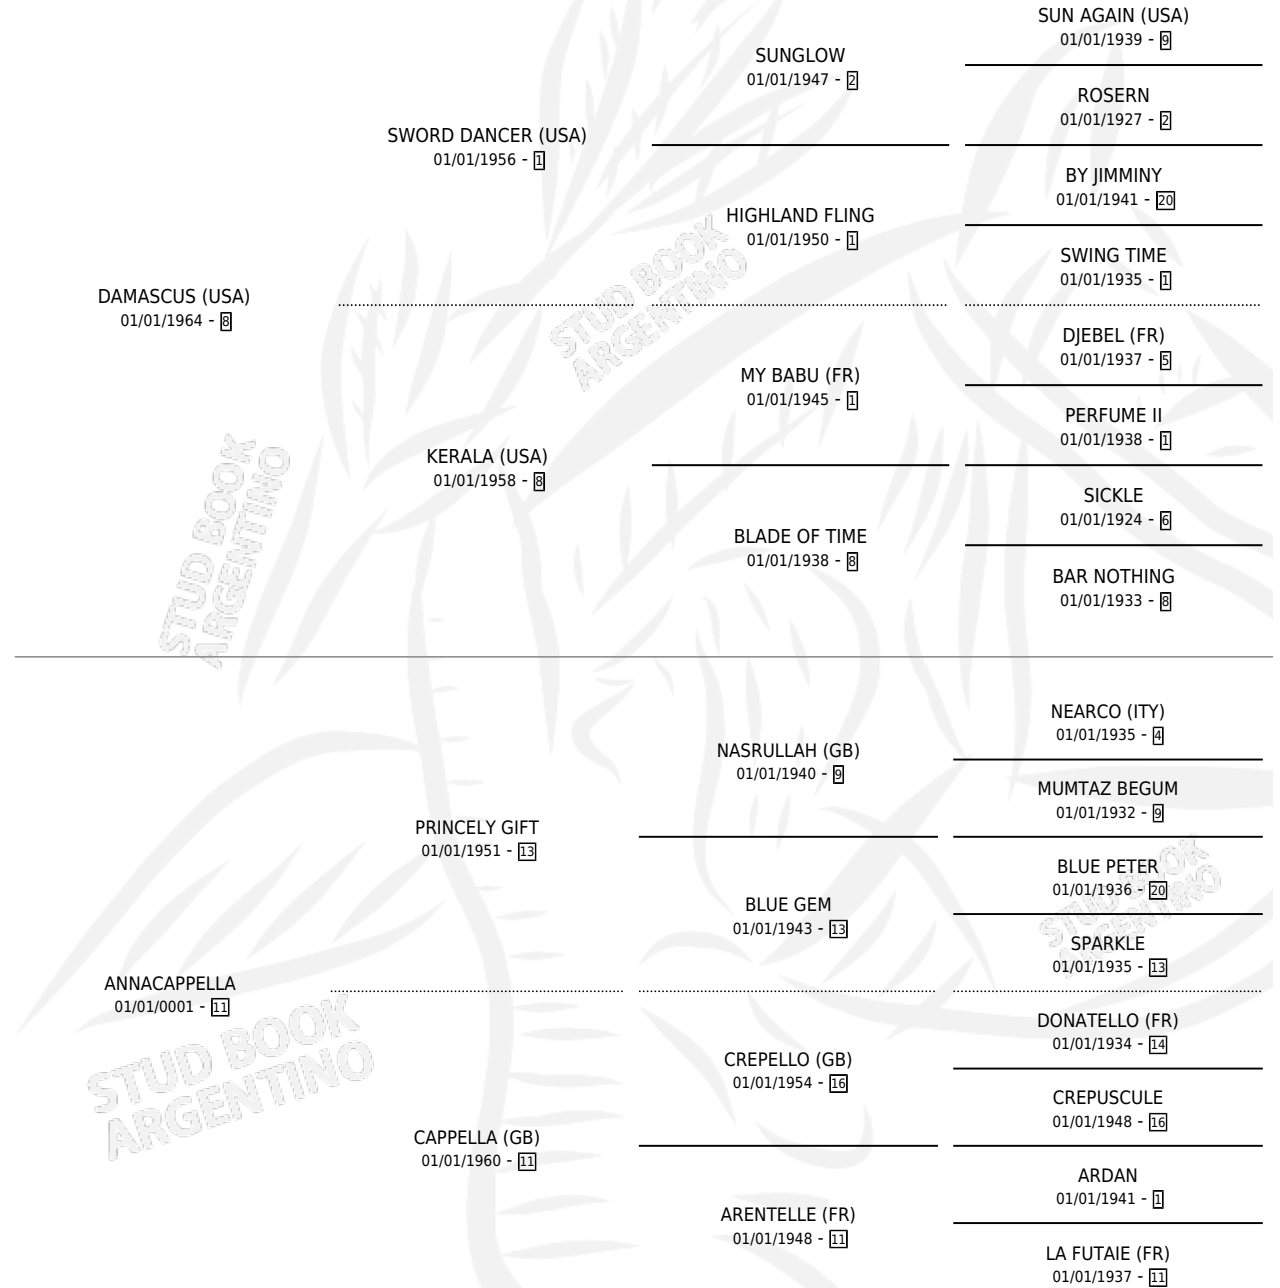 SUN AGAIN (USA)
01/01/1939 - 9
SUNGLOW
01/01/1947 - 2
ROSERN
01/01/1927 - 2
SWORD DANCER (USA)
01/01/1956 - 1
BY JIMMINY
01/01/1941 - 20
HIGHLAND FLING
01/01/1950 - 1
SWING TIME
01/01/1935 - 1
DAMASCUS (USA)
01/01/1964 - 8
STUD BOOK
ARGENTINO
DJEBEL (FR)
01/01/1937 - 5
MY BABU (FR)
01/01/1945 - 1
PERFUME II
01/01/1938 - 1
KERALA (USA)
01/01/1958 - 8
SICKLE
01/01/1924 - 6
BLADE OF TIME
01/01/1938 - 8
BAR NOTHING
01/01/1933 - 8
STUD BOOK
ARGENTINO
NEARCO (ITY)
01/01/1935 - 4
NASRULLAH (GB)
01/01/1940 - 9
MUMTAZ BEGUM
01/01/1932 - 9
PRINCELY GIFT
01/01/1951 - 13
BLUE PETER
01/01/1936 - 20
BLUE GEM
01/01/1943 - 13
SPARKLE
01/01/1935 - 13
STUD BOOK
ARGENTINO
ANNACAPPELLA
01/01/0001 - 11
DONATELLO (FR)
01/01/1934 - 14
CREPELLO (GB)
01/01/1954 - 16
CREPUSCULE
01/01/1948 - 16
STUD BOOK
ARGENTINO
CAPPELLA (GB)
01/01/1960 - 11
ARDAN
01/01/1941 - 1
ARENTELLE (FR)
01/01/1948 - 11
LA FUTAIE (FR)
01/01/1937 - 11